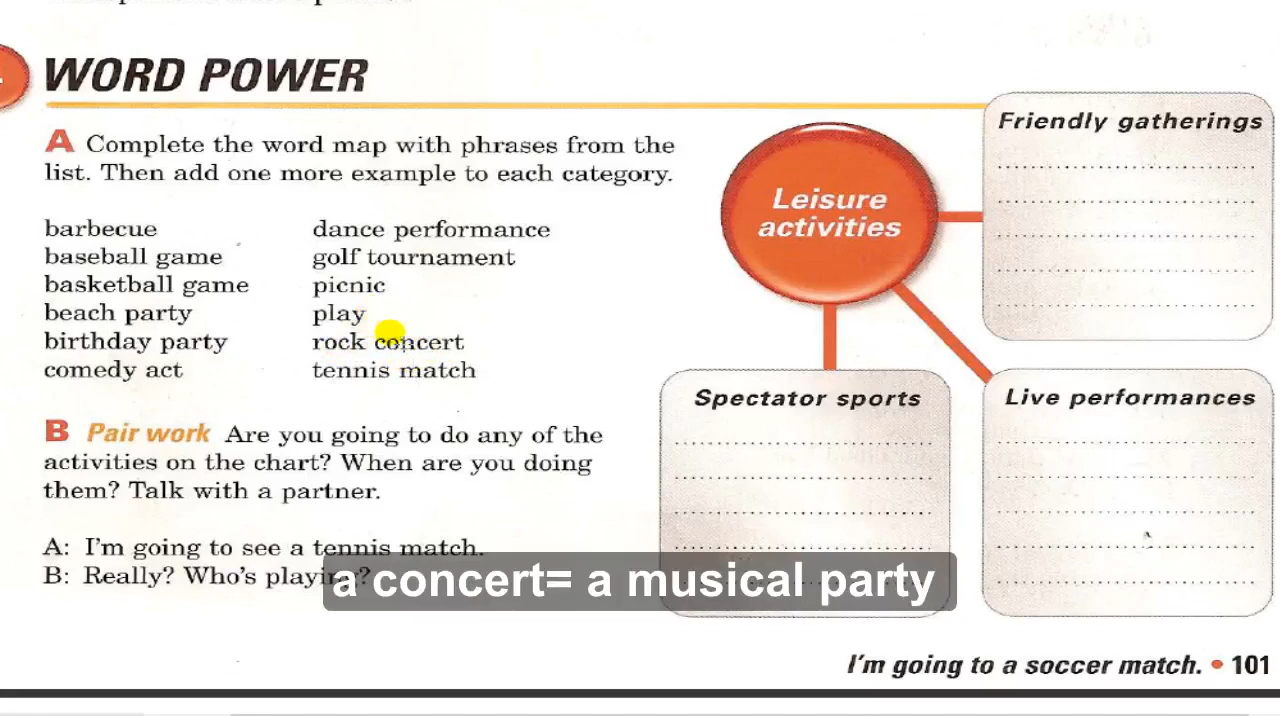 WORD POWER
A Complete the word map with phrases from the
list. Then add one more example to each category.
barbecue
baseball game
basketball game
beach party
birthday party
comedy act
dance performance
golf tournament
picnic
play
rock concert
tennis match
B Pair work Are you going to do any of the
activities on the chart? When are you doing
them? Talk with a partner.
A: I'm going to see a tennis match.
B: Really? Who's playing?
Leisure
activities
Friendly gatherings
Spectator sports
Live performances
a concert= a musical party
I'm going to a soccer match. • 101